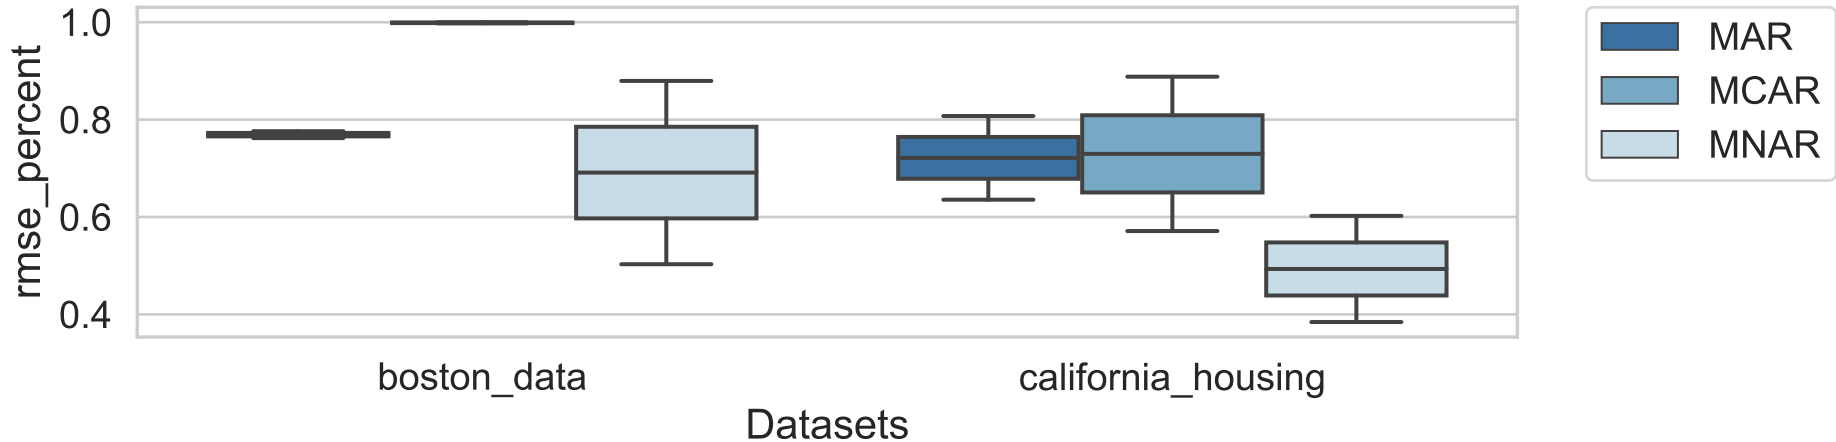 rmse_percent
1.0
0.8
0.6
0.4
boston_data
california_housing
Datasets
MAR
MCAR
MNAR